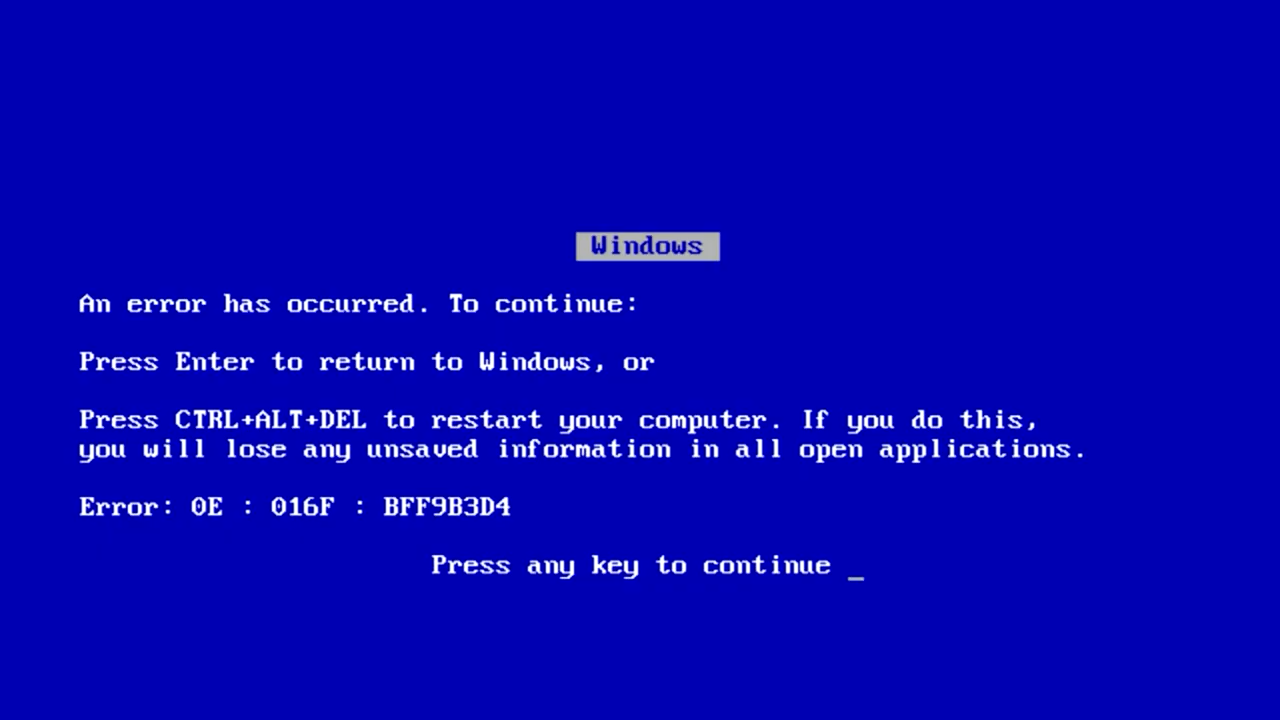 Windows
An error has occurred. To continue:
Press Enter to return to Windows, or
Press CTRL+ALT+DEL to restart your computer. If you do this,
you will lose any unsaved information in all open applications.
Error: 0E : 016F : BFF9B3D4
Press any key to continue _